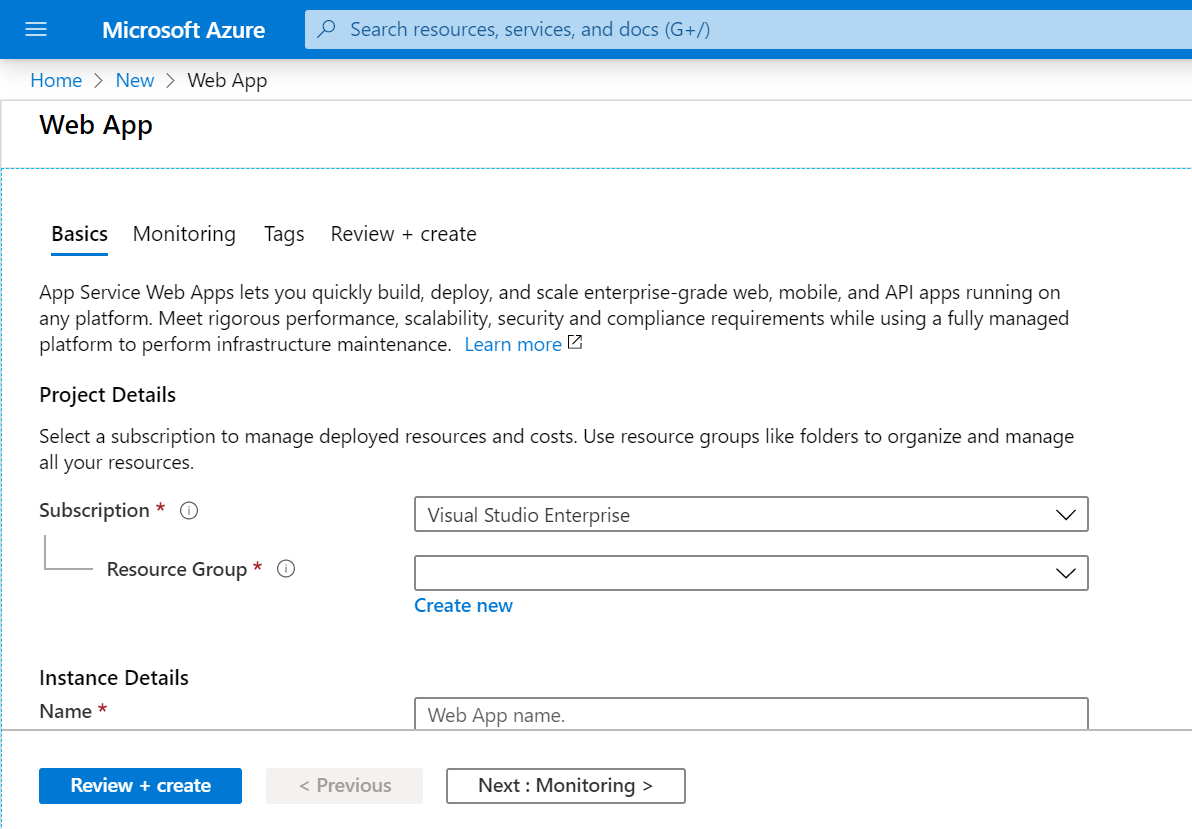 Microsoft Azure
Search resources, services, and docs (G+/)
Home > New > Web App
Web App
Basics Monitoring Tags Review + create
App Service Web Apps lets you quickly build, deploy, and scale enterprise-grade web, mobile, and API apps running on
any platform. Meet rigorous performance, scalability, security and compliance requirements while using a fully managed
platform to perform infrastructure maintenance. Learn more
Project Details
Select a subscription to manage deployed resources and costs. Use resource groups like folders to organize and manage
all your resources.
Subscription *
Visual Studio Enterprise
Resource Group *
Create new
Instance Details
Name *
Web App name.
Review + create
< Previous
Next : Monitoring >